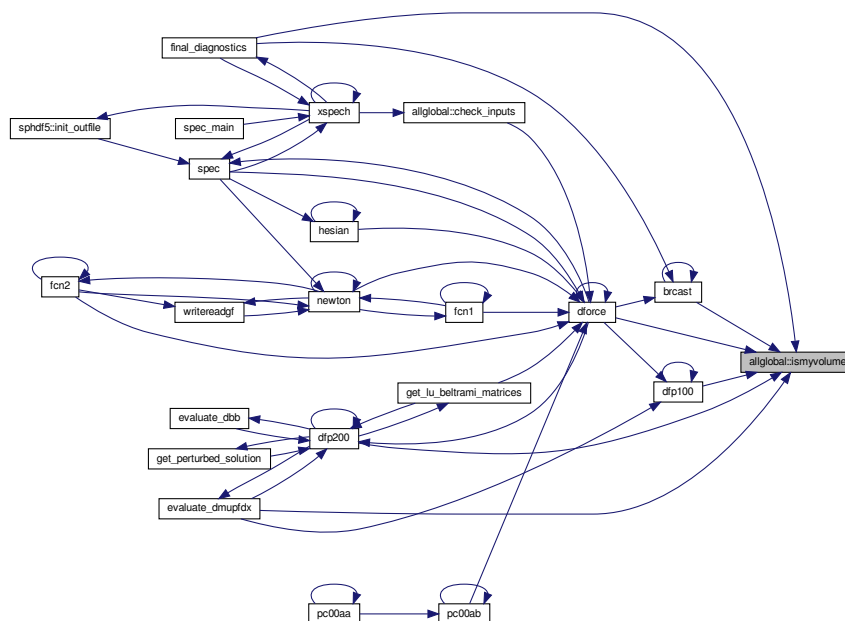 final_diagnostics
xspech
allglobal::check_inputs
sphdf5::init_outfile
spec_main
spec
hesian
brcast
fcn2
newton
writereadgf
fcn1
dforce
allglobal::ismyvolume
dfp100
get_lu_beltrami_matrices
evaluate_dbb
dfp200
get_perturbed_solution
evaluate_dmupfdx
pc00aa
pc00ab